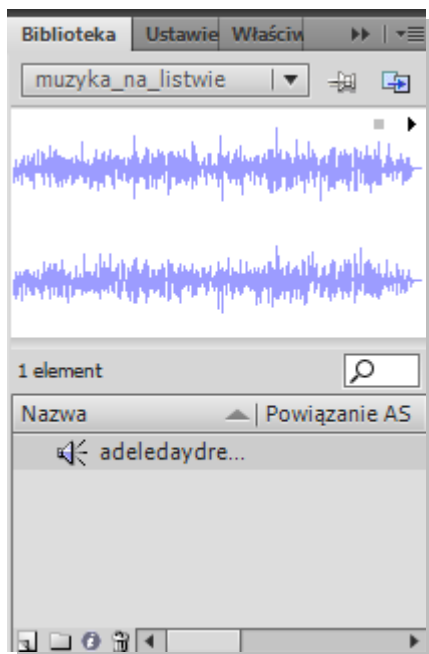 Biblioteka Ustawie Właściw
muzyka_na_listwie
1 element
Nazwa Powiązanie AS
adeledaydre...